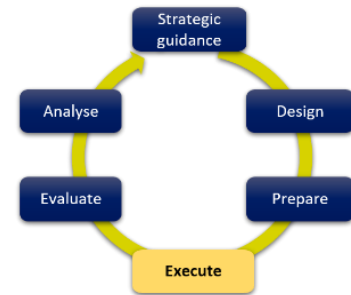 Strategic
guidance
Design
Prepare
Execute
Evaluate
Analyse